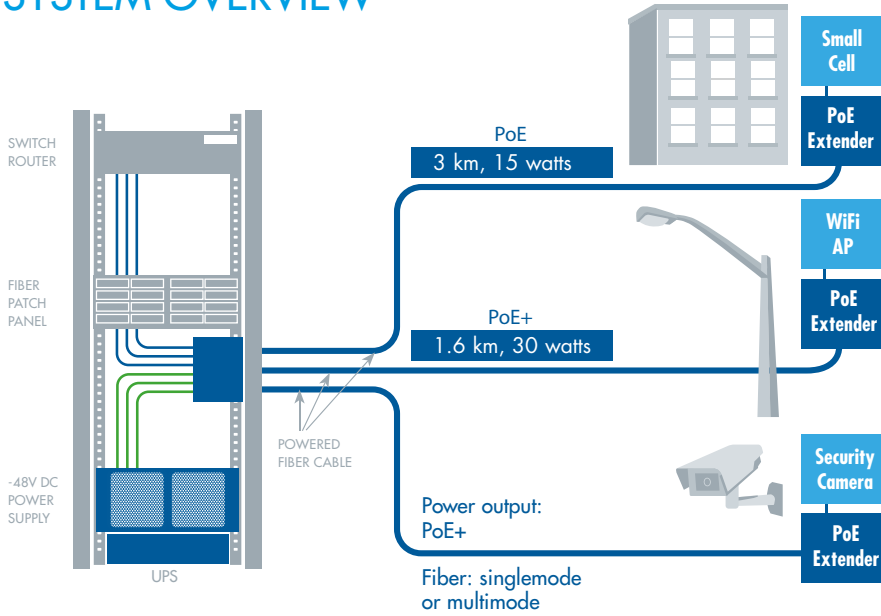 SYSTEM OVERVIEW
SWITCH
ROUTER
FIBER
PATCH
PANEL
-48V DC
POWER
SUPPLY
UPS
POWERED
FIBER CABLE
PoE
3 km, 15 watts
PoE+
1.6 km, 30 watts
Power output:
PoE+
Fiber: singlemode
or multimode
Small
Cell
PoE
Extender
WiFi
AP
PoE
Extender
Security
Camera
PoE
Extender